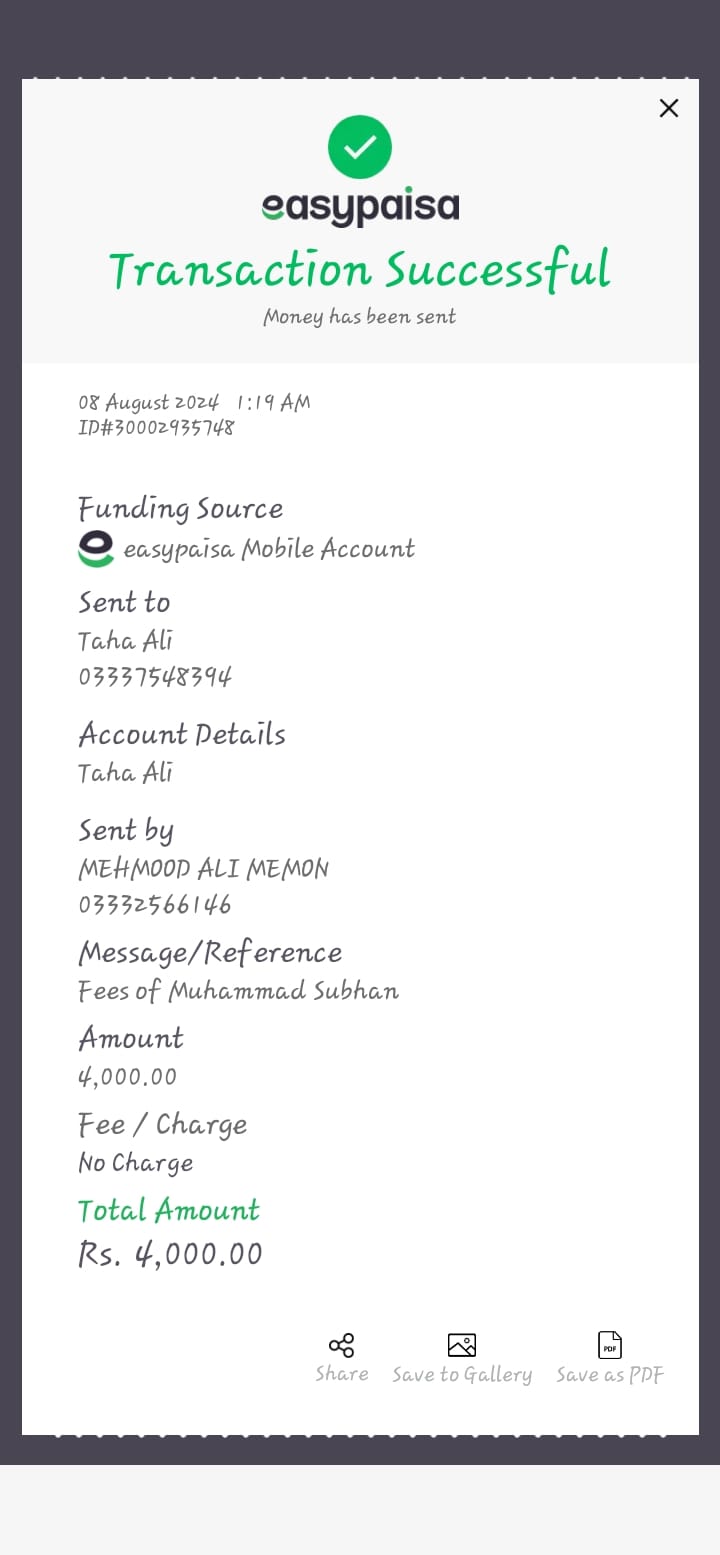 easypaisa
Transaction Successful
Money has been sent
08 August 2024 1:19 AM
ID#30002935748
Funding Source
easypaisa Mobile Account
Sent to
Taha Ali
03337548394
Account Details
Taha Ali
Sent by
MEHMOOD ALI MEMON
03332566146
Message/Reference
Fees of Muhammad Subhan
Amount
4,000.00
Fee / Charge
No Charge
Total Amount
Rs. 4,000.00
PDF
Share Save to Gallery Save as PDF